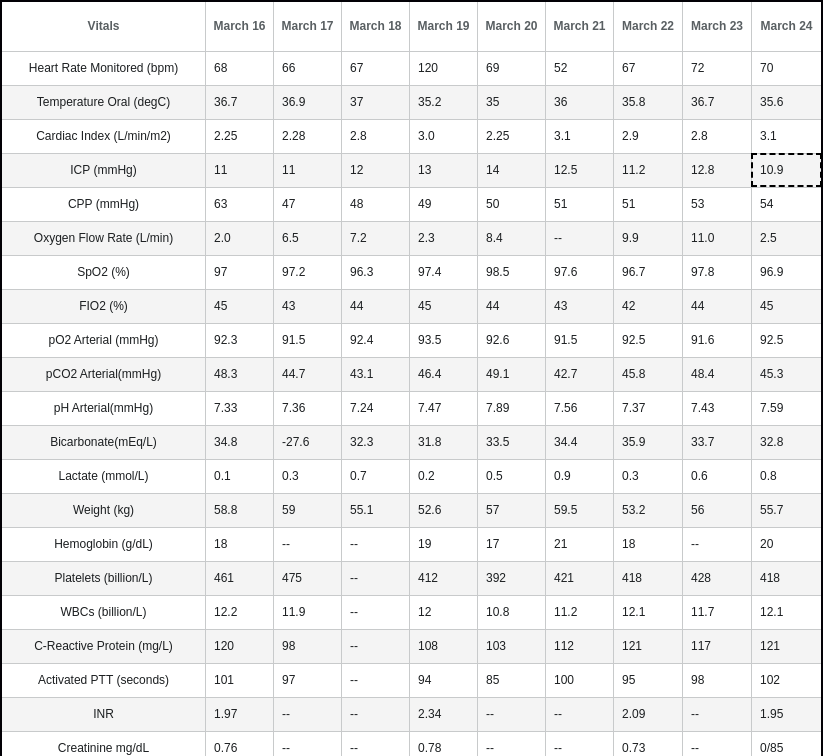 Vitals March 16 March 17 March 18 March 19 March 20 March 21 March 22 March 23 March 24
Heart Rate Monitored (bpm) 68 66 67 120 69 52 67 72 70
Temperature Oral (degC) 36.7 36.9 37 35.2 35 36 35.8 36.7 35.6
Cardiac Index (L/min/m2) 2.25 2.28 2.8 3.0 2.25 3.1 2.9 2.8 3.1
ICP (mmHg) 11 11 12 13 14 12.5 11.2 12.8 10.9
CPP (mmHg) 63 47 48 49 50 51 51 53 54
Oxygen Flow Rate (L/min) 2.0 6.5 7.2 2.3 8.4 -- 9.9 11.0 2.5
SpO2 (%) 97 97.2 96.3 97.4 98.5 97.6 96.7 97.8 96.9
FIO2 (%) 45 43 44 45 44 43 42 44 45
pO2 Arterial (mmHg) 92.3 91.5 92.4 93.5 92.6 91.5 92.5 91.6 92.5
pCO2 Arterial(mmHg) 48.3 44.7 43.1 46.4 49.1 42.7 45.8 48.4 45.3
pH Arterial(mmHg) 7.33 7.36 7.24 7.47 7.89 7.56 7.37 7.43 7.59
Bicarbonate(mEq/L) 34.8 -27.6 32.3 31.8 33.5 34.4 35.9 33.7 32.8
Lactate (mmol/L) 0.1 0.3 0.7 0.2 0.5 0.9 0.3 0.6 0.8
Weight (kg) 58.8 59 55.1 52.6 57 59.5 53.2 56 55.7
Hemoglobin (g/dL) 18 -- -- 19 17 21 18 -- 20
Platelets (billion/L) 461 475 -- 412 392 421 418 428 418
WBCs (billion/L) 12.2 11.9 -- 12 10.8 11.2 12.1 11.7 12.1
C-Reactive Protein (mg/L) 120 98 -- 108 103 112 121 117 121
Activated PTT (seconds) 101 97 -- 94 85 100 95 98 102
INR 1.97 -- -- 2.34 -- -- 2.09 -- 1.95
Creatinine mg/dL 0.76 -- -- 0.78 -- -- 0.73 -- 0/85